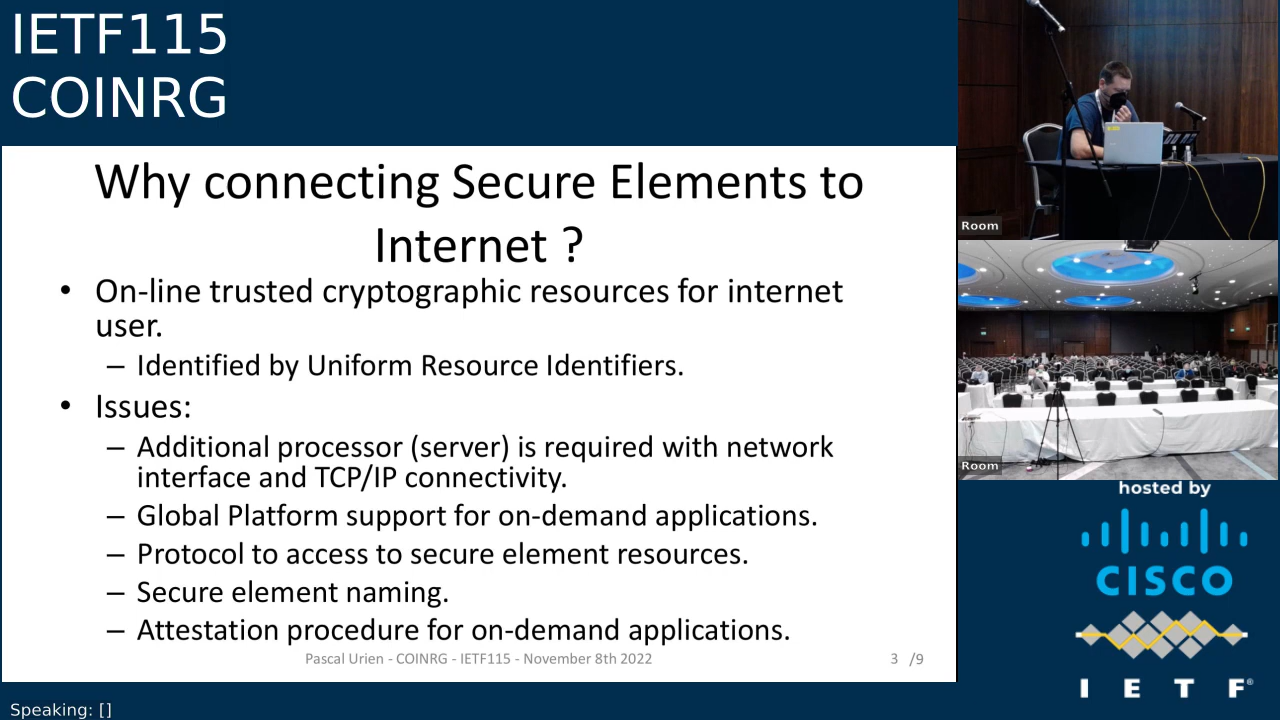 IETF115
COINRG
Why connecting Secure Elements to
Internet ?
• On-line trusted cryptographic resources for internet
user.
– Identified by Uniform Resource Identifiers.
• Issues:
– Additional processor (server) is required with network
interface and TCP/IP connectivity.
– Global Platform support for on-demand applications.
– Protocol to access to secure element resources.
– Secure element naming.
– Attestation procedure for on-demand applications.
Pascal Urien - COINRG - IETF115 - November 8th 2022
3 /9
Room
Room
hosted by
CISCO
I E T F®
Speaking: []